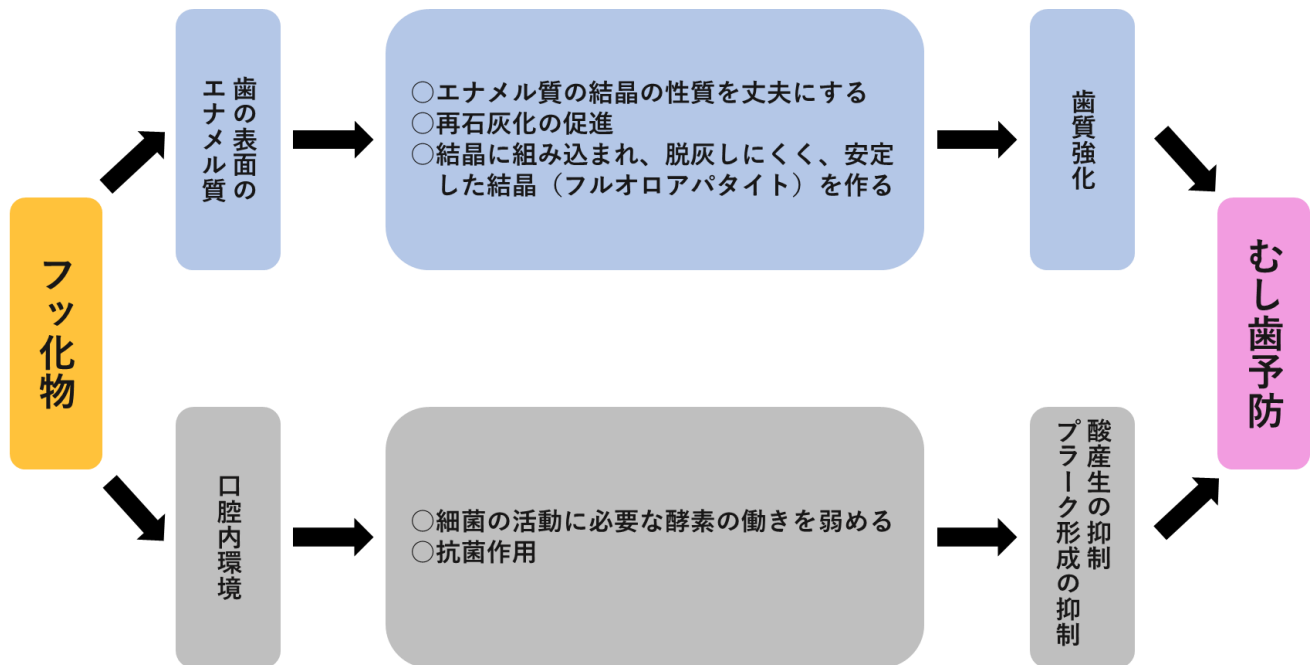 フッ化物
歯の表面の
エナメル質
○エナメル質の結晶の性質を丈夫にする
○再石灰化の促進
○結晶に組み込まれ、脱灰しにくく、安定
した結晶（フルオロアパタイト）を作る
歯質強化
口腔内環境
○細菌の活動に必要な酵素の働きを弱める
○抗菌作用
酸産生の抑制
プラーク形成の抑制
むし歯予防